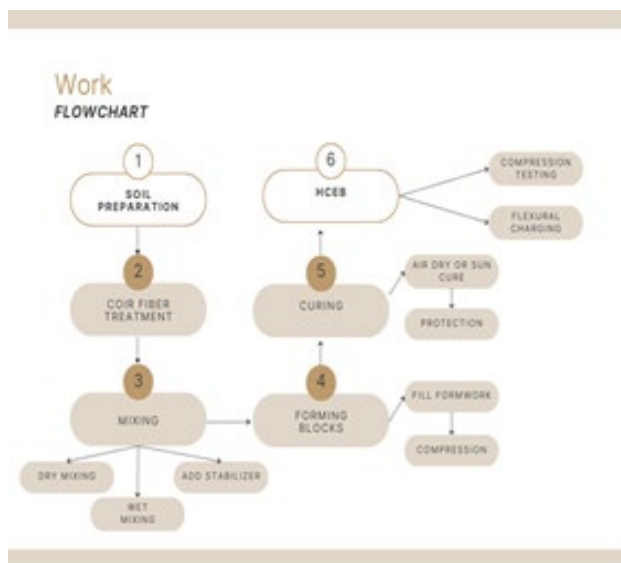 Work
FLOWCHART
1
SOIL
PREPARATION
2
COIR FIBER
TREATMENT
3
MIXING
DRY MIXING
WET
MIXING
ADD STABILIZER
4
FORMING
BLOCKS
FILL FORMWORK
COMPRESSION
5
CURING
AIR DRY OR SUN
CURE
PROTECTION
6
HCEB
COMPRESSION
TESTING
FLEXURAL
CHARGING